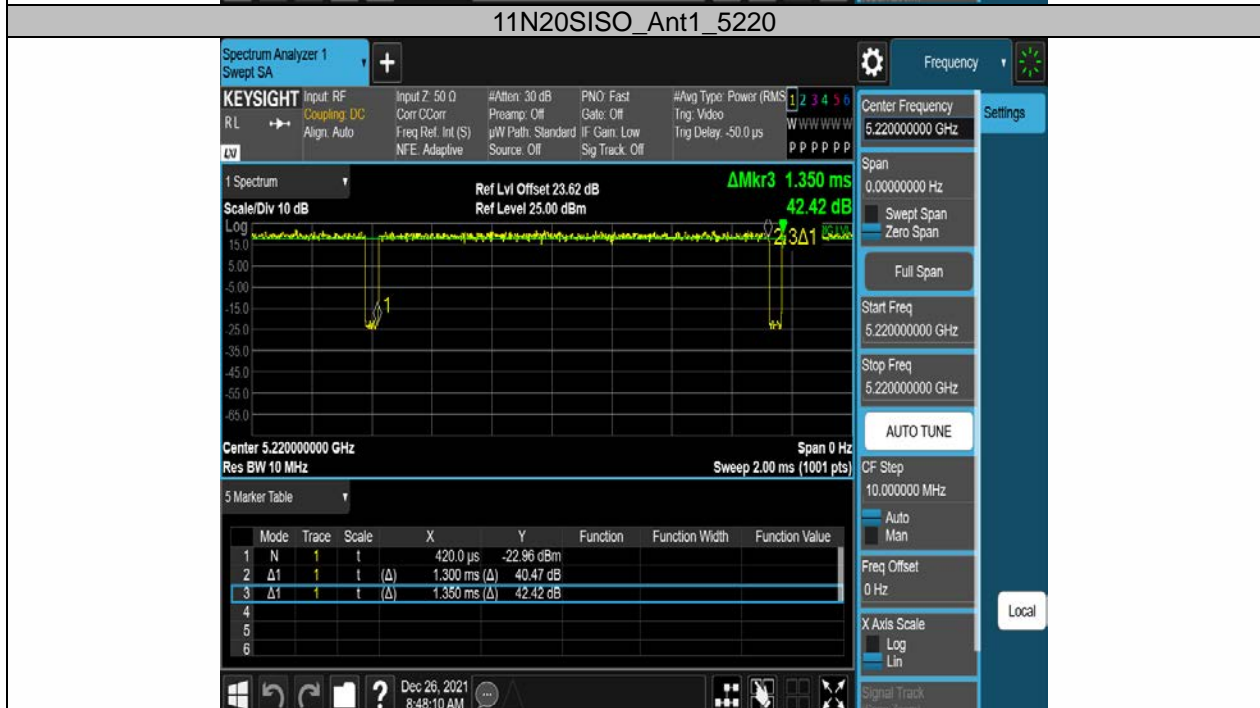 11N20SISO_Ant1_5220
Spectrum Analyzer 1
Swept SA
Frequency
KEYSIGHT
RL
LXI
Input: RF
Coupling: DC
Align: Auto
Input Z: 50 Ω
Corr CCorr
Freq Ref: Int (S)
NFE: Adaptive
#Atten: 30 dB
Preamp: Off
µW Path: Standard
Source: Off
PNO: Fast
Gate: Off
IF Gain: Low
Sig Track: Off
#Avg Type: Power (RMS
Trig: Video
Trig Delay: -50.0 µs
1 2 3 4 5 6
W W W W W W
P P P P P P
Center Frequency
5.220000000 GHz
Settings
Span
0.00000000 Hz
Swept Span
Zero Span
Full Span
Start Freq
5.220000000 GHz
Stop Freq
5.220000000 GHz
AUTO TUNE
CF Step
10.000000 MHz
Auto
Man
Freq Offset
0 Hz
X Axis Scale
Log
Lin
Signal Track
Local
1 Spectrum
Scale/Div 10 dB
Ref Lvl Offset 23.62 dB
Ref Level 25.00 dBm
ΔMkr3 1.350 ms
42.42 dB
Log
15.0
5.00
-5.00
-15.0
-25.0
-35.0
-45.0
-55.0
-65.0
1
3Δ1
Center 5.220000000 GHz
Res BW 10 MHz
Span 0 Hz
Sweep 2.00 ms (1001 pts)
5 Marker Table
Mode Trace Scale X Y Function Function Width Function Value
1 N 1 t 420.0 µs -22.96 dBm
2 Δ1 1 t (Δ) 1.300 ms (Δ) 40.47 dB
3 Δ1 1 t (Δ) 1.350 ms (Δ) 42.42 dB
4
5
6
Dec 26, 2021
8:48:10 AM